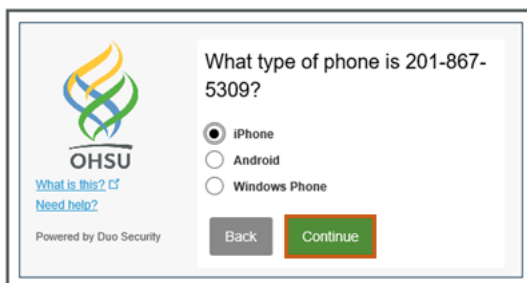 OHSU
What is this?
Need help?
Powered by Duo Security
What type of phone is 201-867-
5309?
iPhone
Android
Windows Phone
Back
Continue